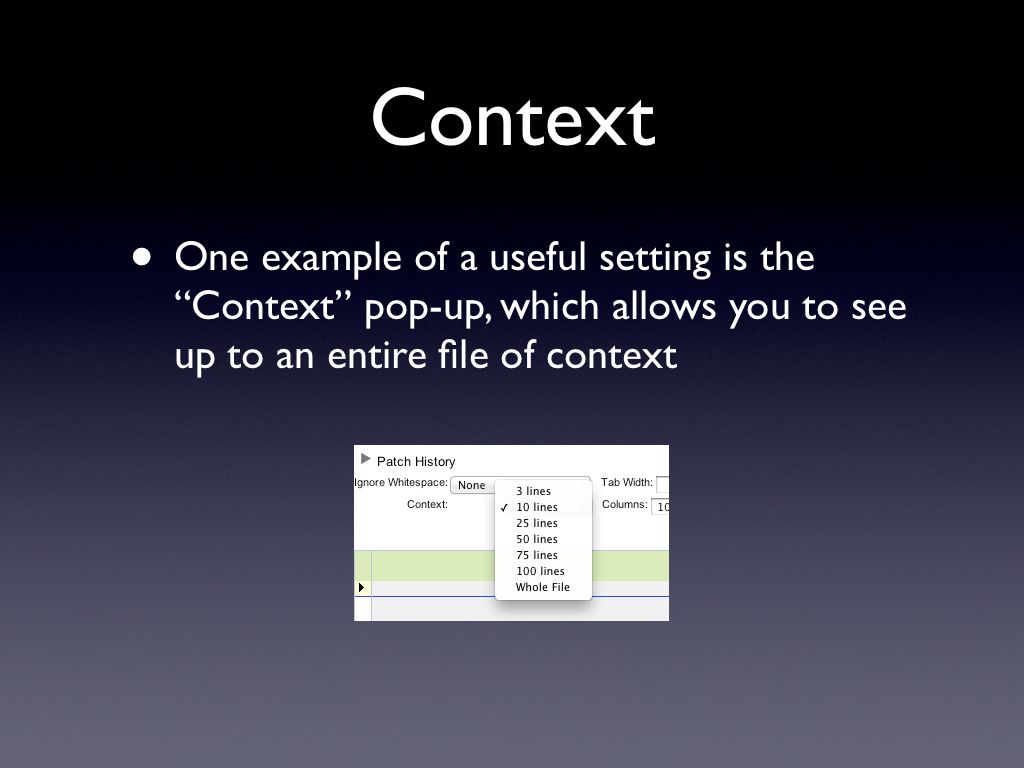 Context
• One example of a useful setting is the
“Context” pop-up, which allows you to see
up to an entire file of context
Patch History
Ignore Whitespace: None Tab Width:
Context: Columns: 10
3 lines
✓ 10 lines
25 lines
50 lines
75 lines
100 lines
Whole File